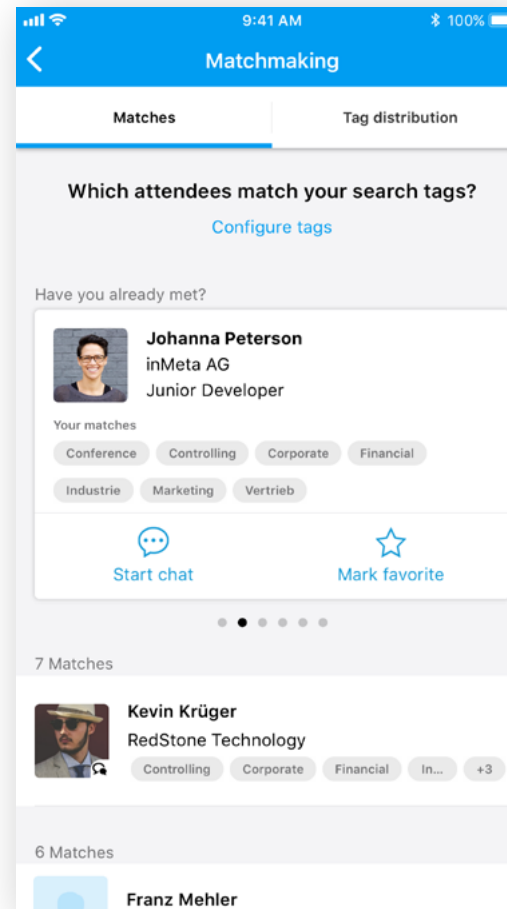 9:41 AM
100%
Matchmaking
Matches
Tag distribution
Which attendees match your search tags?
Configure tags
Have you already met?
Johanna Peterson
inMeta AG
Junior Developer
Your matches
Conference Controlling Corporate Financial
Industrie Marketing Vertrieb
Start chat
Mark favorite
7 Matches
Kevin Krüger
RedStone Technology
Controlling Corporate Financial In... +3
6 Matches
Franz Mehler